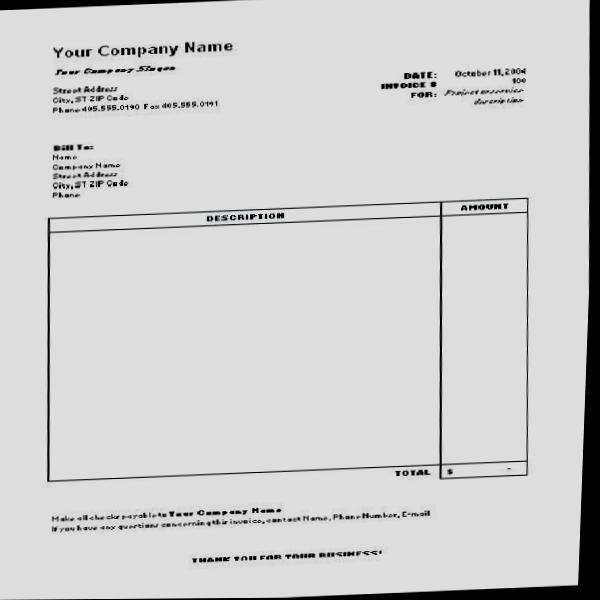 Your Company Name
Your Company Slogan
DATE: October 11, 2004
Street Address
INVOICE # 100
City, ST ZIP Code
FOR: Project or service
description
Phone 405.555.0190 Fax 405.555.0191
Bill To:
Name
Company Name
Street Address
City, ST ZIP Code
Phone
DESCRIPTION AMOUNT
TOTAL $ -
Make all checks payable to Your Company Name
If you have any questions concerning this invoice, contact Name, Phone Number, E-mail
THANK YOU FOR YOUR BUSINESS!